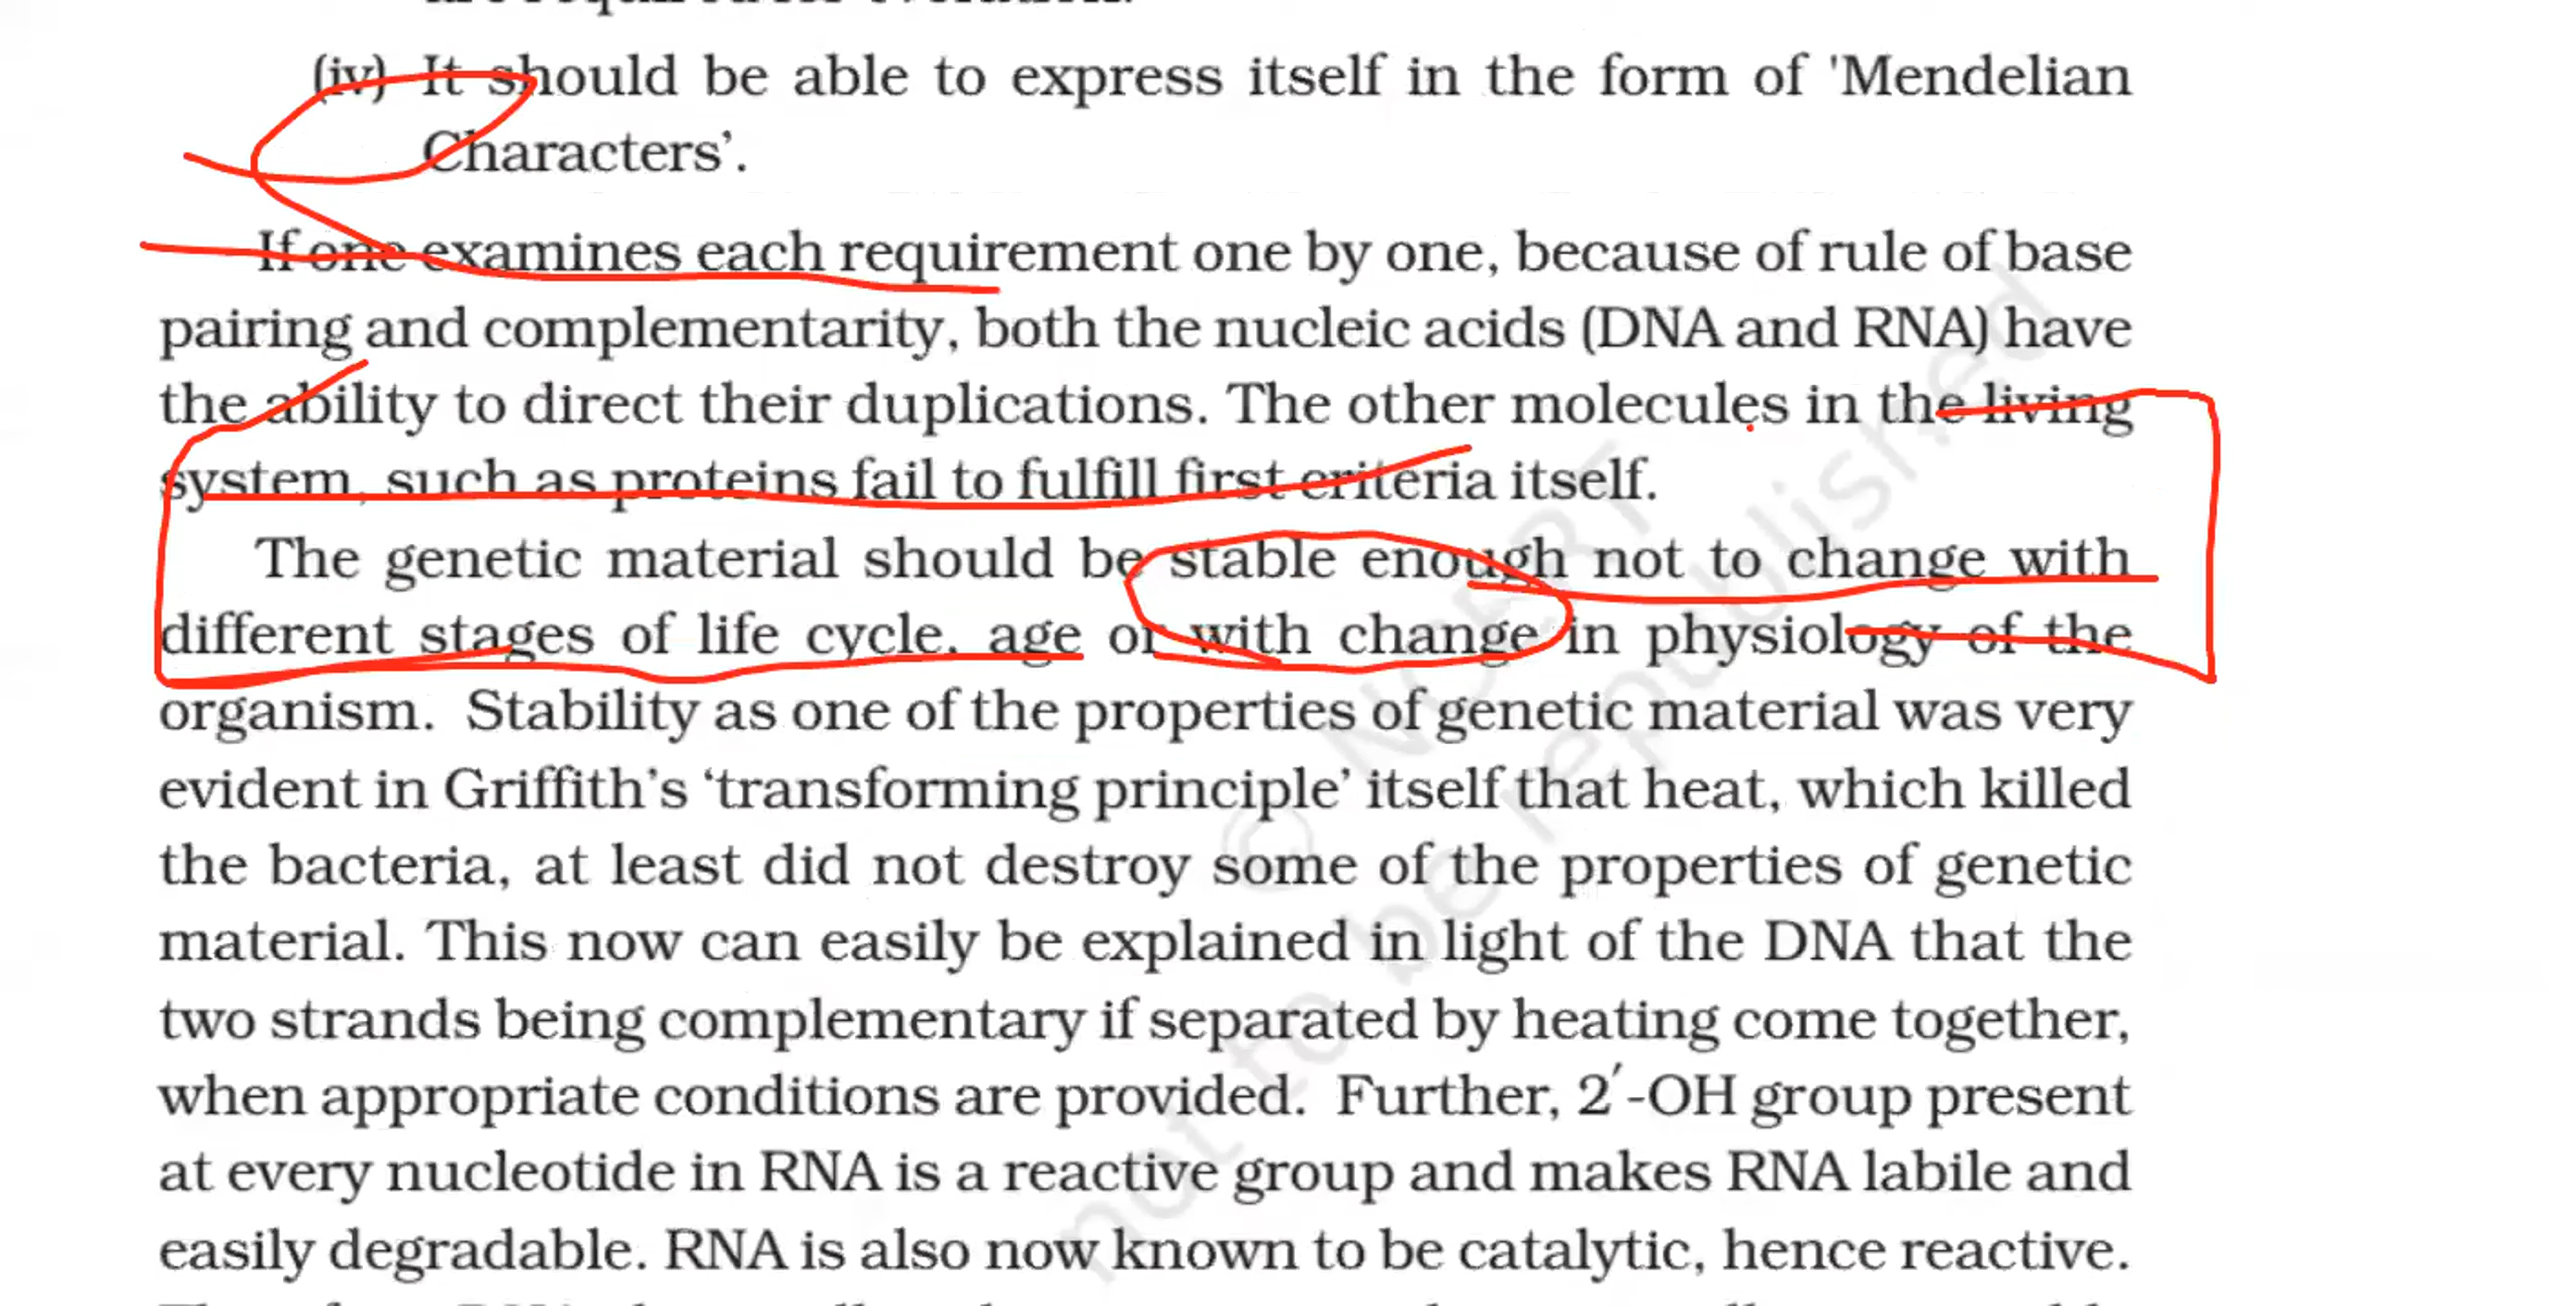 (iv) It should be able to express itself in the form of 'Mendelian
Characters’.
If one examines each requirement one by one, because of rule of base
pairing and complementarity, both the nucleic acids (DNA and RNA) have
the ability to direct their duplications. The other molecules in the living
system, such as proteins fail to fulfill first criteria itself.
The genetic material should be stable enough not to change with
different stages of life cycle, age or with change in physiology of the
organism. Stability as one of the properties of genetic material was very
evident in Griffith’s ‘transforming principle’ itself that heat, which killed
the bacteria, at least did not destroy some of the properties of genetic
material. This now can easily be explained in light of the DNA that the
two strands being complementary if separated by heating come together,
when appropriate conditions are provided. Further, 2′-OH group present
at every nucleotide in RNA is a reactive group and makes RNA labile and
easily degradable. RNA is also now known to be catalytic, hence reactive.
© NCERT
not to be republished